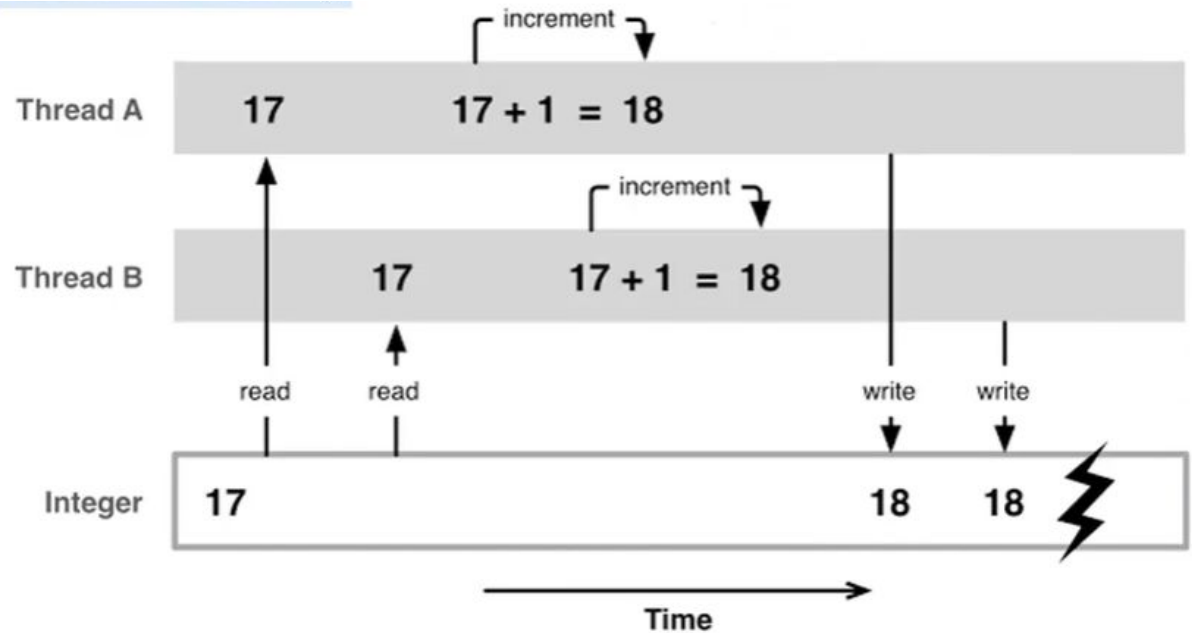 increment
Thread A 17 17 + 1 = 18
increment
Thread B 17 17 + 1 = 18
read read write write
Integer 17 18 18
Time